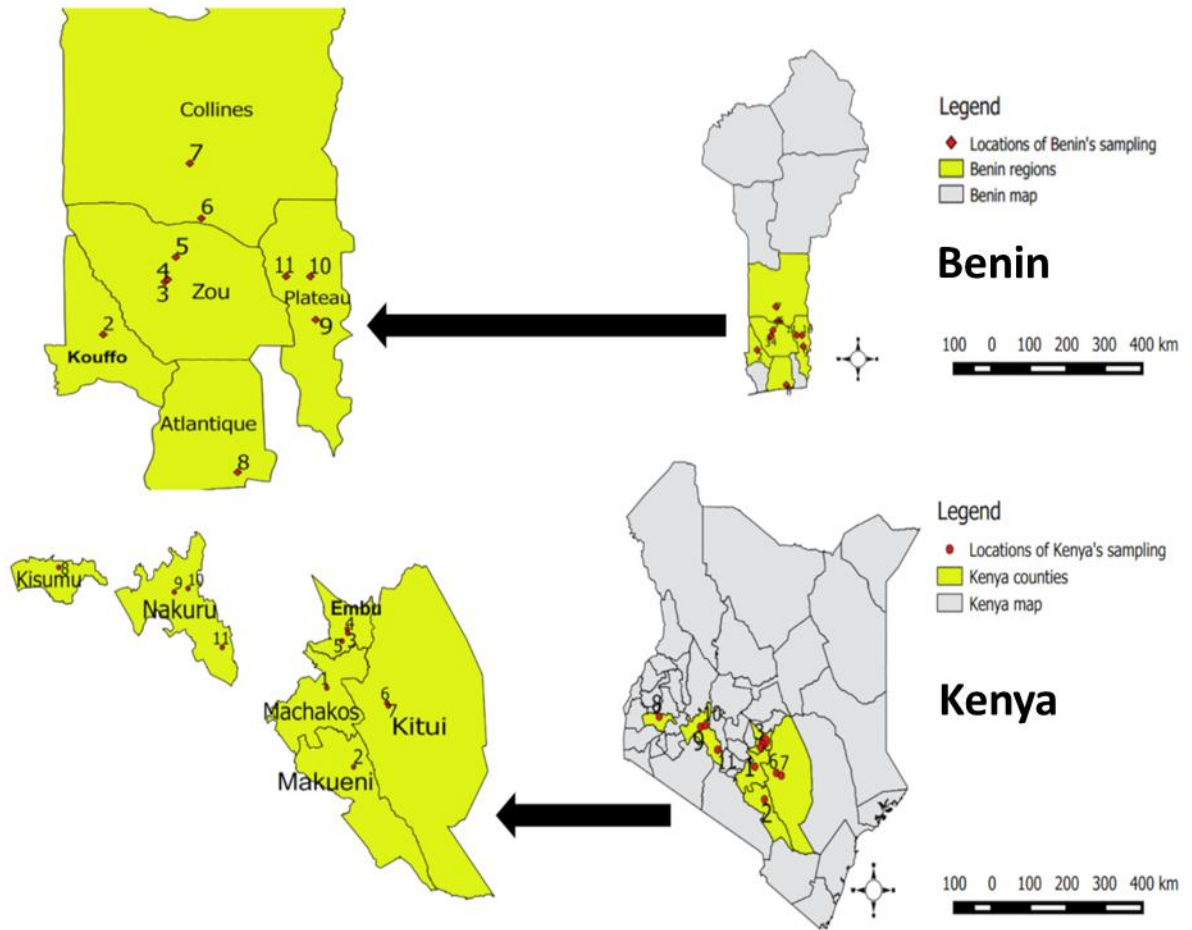 Collines
7
6
5
4
3
Zou
11
10
Plateau
9
2
Kouffo
Atlantique
8
Legend
Locations of Benin's sampling
Benin regions
Benin map
Benin
100 0 100 200 300 400 km
Kisumu
8
9
10
Nakuru
11
Embu
4
3
5
1
Machakos
6
7
Kitui
2
Makueni
8
9
10
11
3
1
67
2
Legend
Locations of Kenya's sampling
Kenya counties
Kenya map
Kenya
100 0 100 200 300 400 km